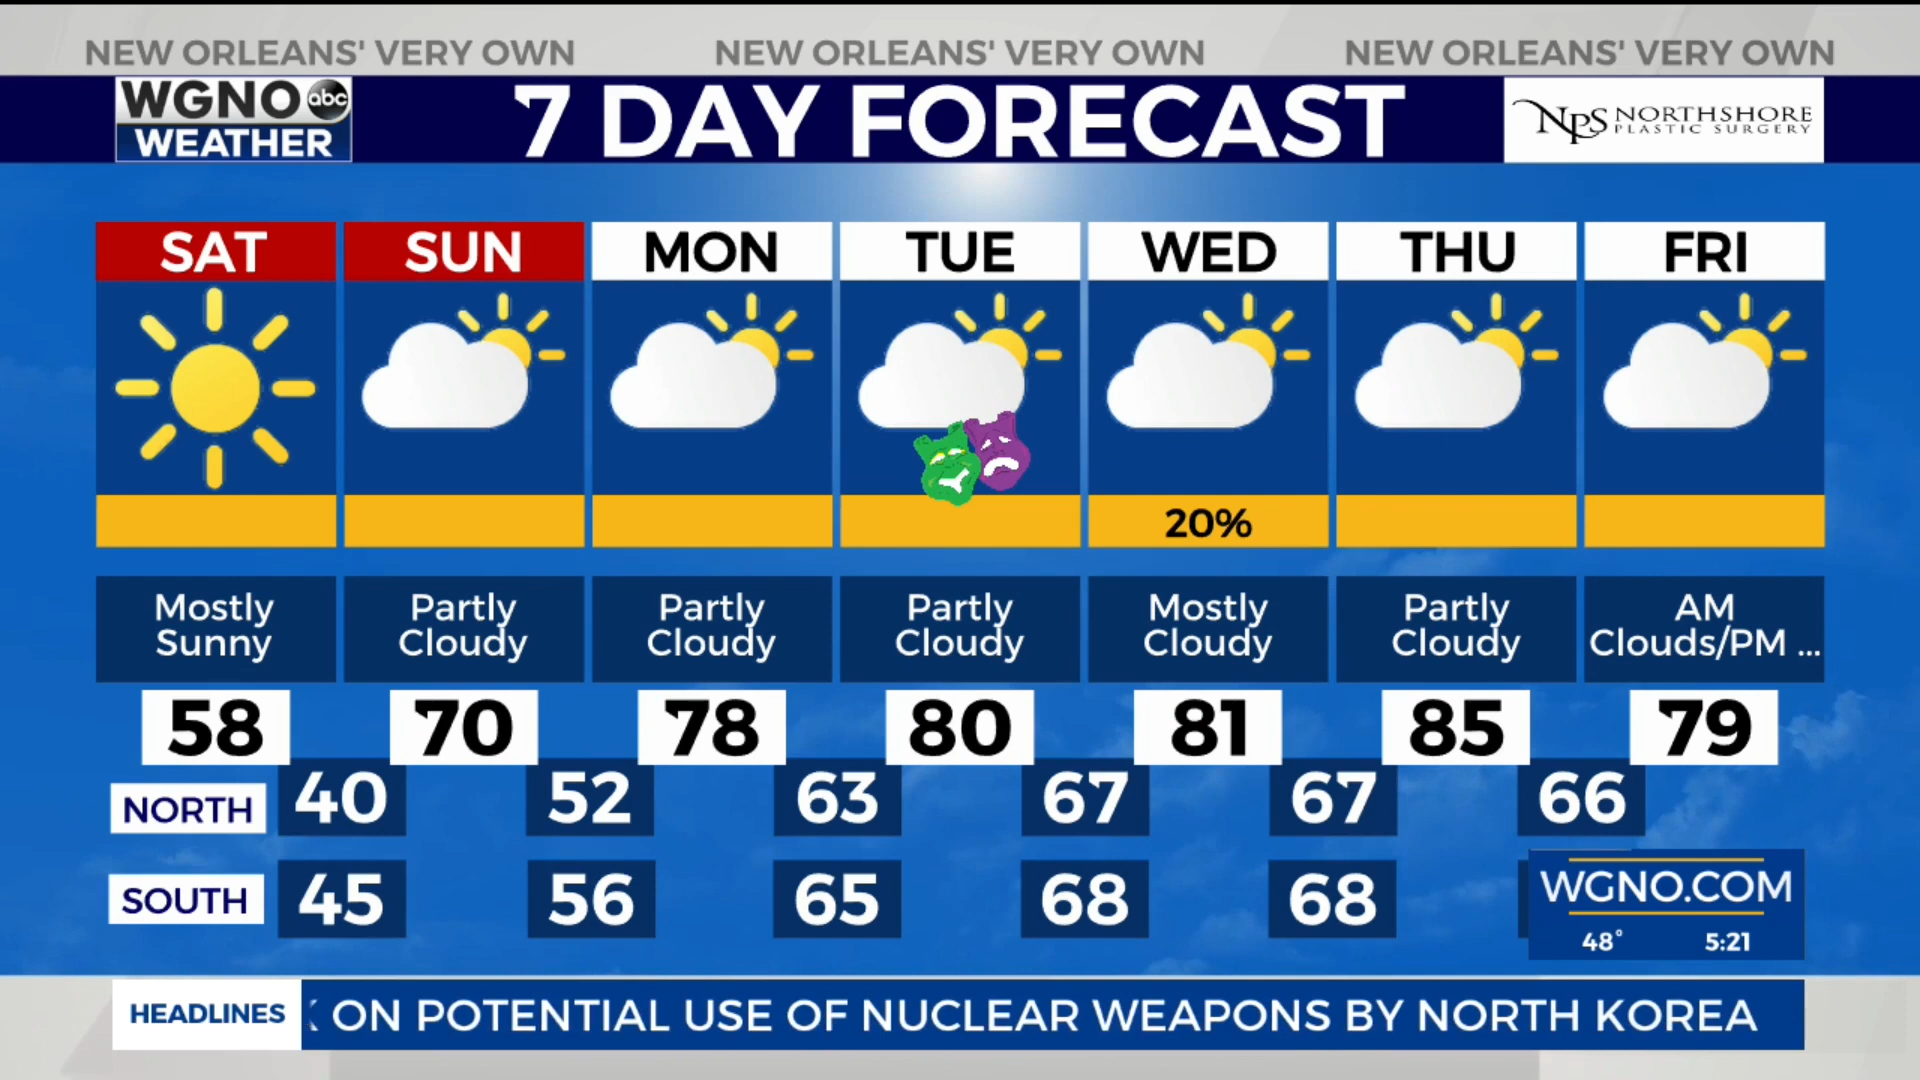 NEW ORLEANS' VERY OWN NEW ORLEANS' VERY OWN NEW ORLEANS' VERY OWN
WGNO abc
WEATHER
7 DAY FORECAST
NPS NORTHSHORE
PLASTIC SURGERY
SAT SUN MON TUE WED THU FRI
20%
Mostly Sunny
Partly Cloudy
Partly Cloudy
Partly Cloudy
Mostly Cloudy
Partly Cloudy
AM Clouds/PM ...
58 70 78 80 81 85 79
NORTH 40 52 63 67 67 66
SOUTH 45 56 65 68 68
WGNO.COM
48° 5:21
HEADLINES ON POTENTIAL USE OF NUCLEAR WEAPONS BY NORTH KOREA